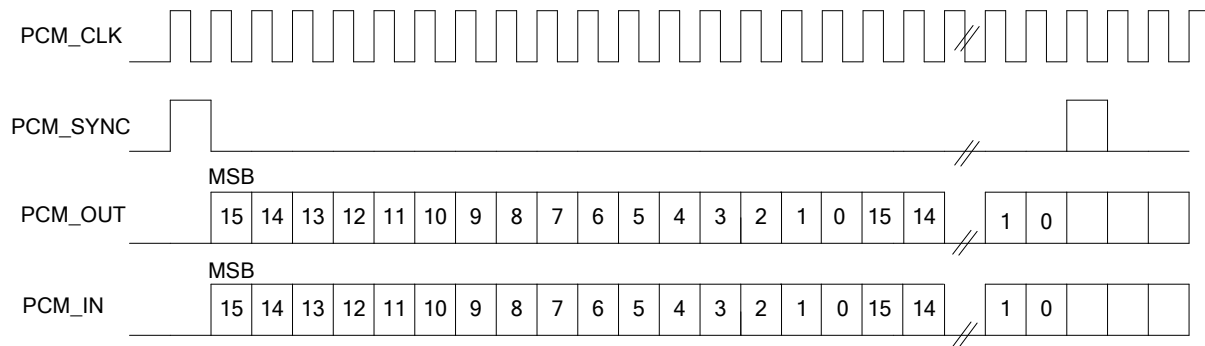 PCM_CLK
PCM_SYNC
MSB
PCM_OUT 15 14 13 12 11 10 9 8 7 6 5 4 3 2 1 0 15 14 1 0
MSB
PCM_IN 15 14 13 12 11 10 9 8 7 6 5 4 3 2 1 0 15 14 1 0